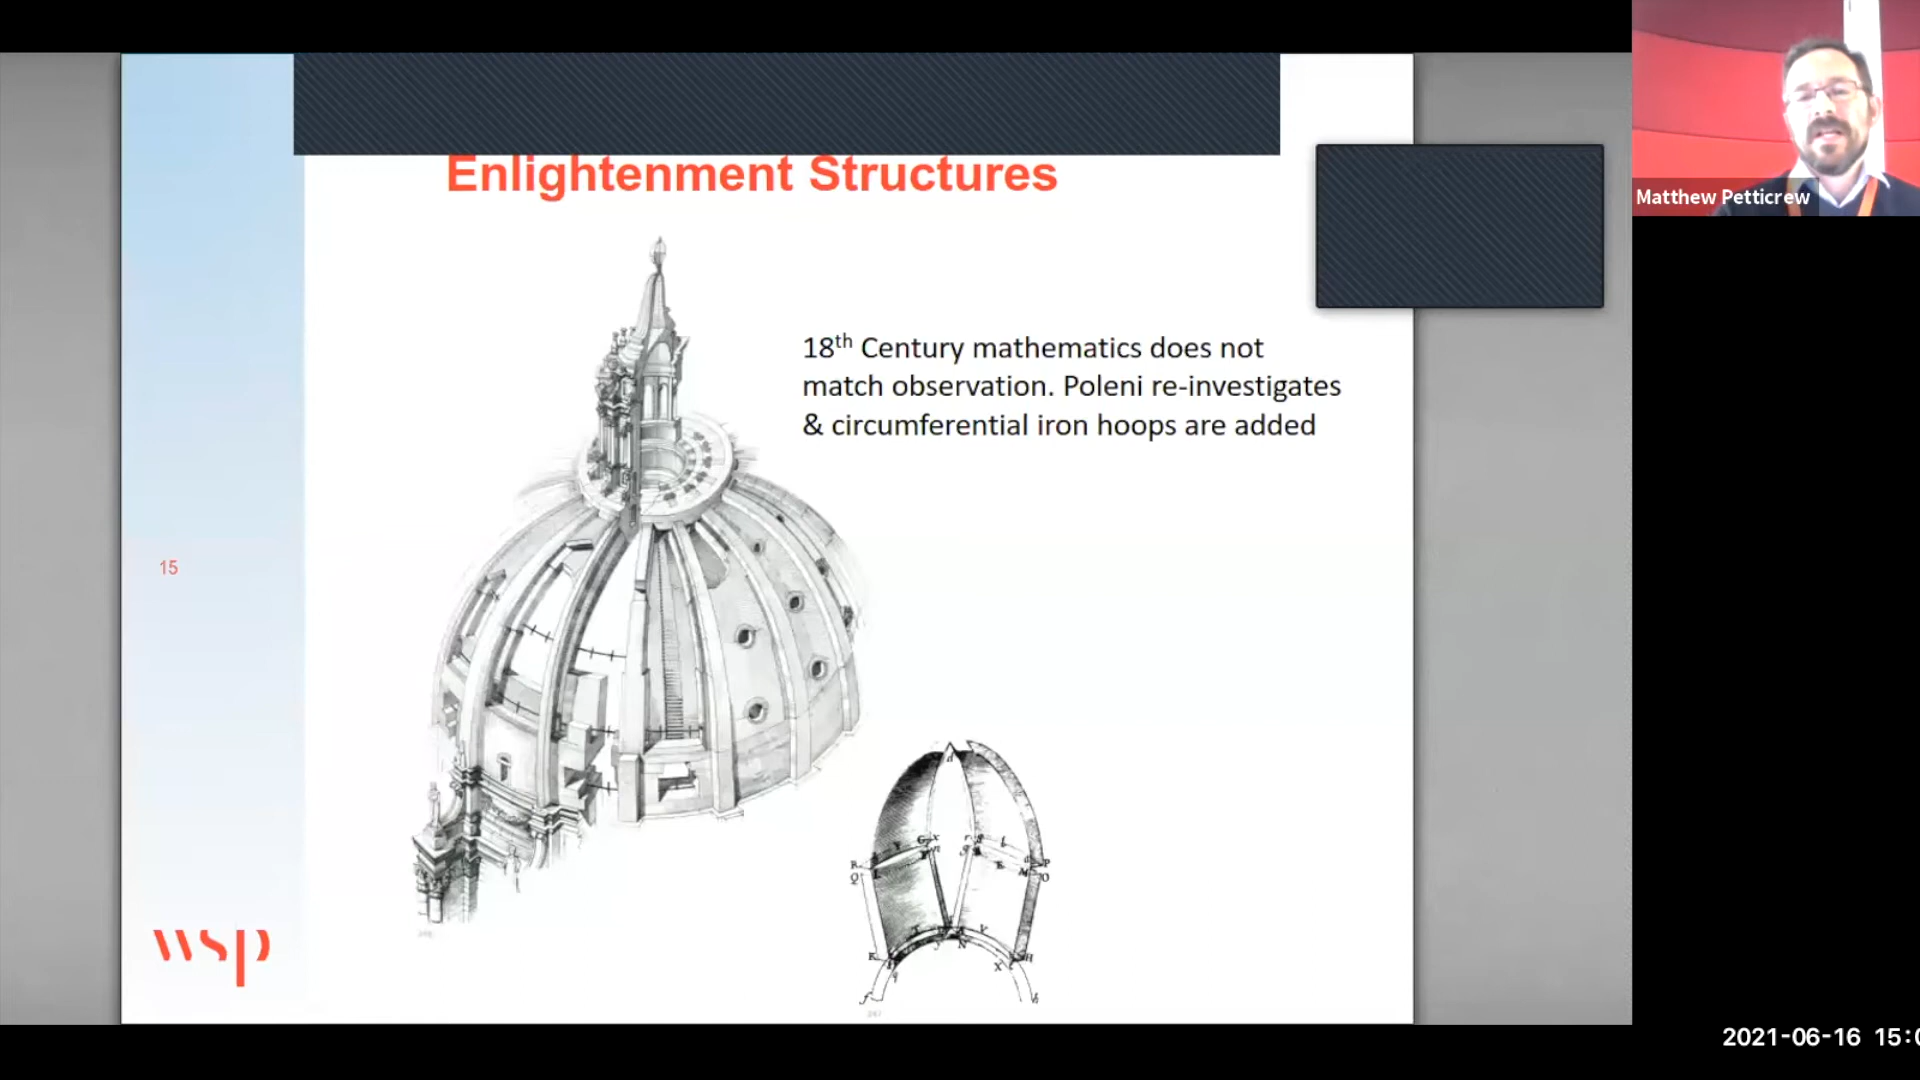 Enlightenment Structures
Matthew Petticrew
18th Century mathematics does not
match observation. Poleni re-investigates
& circumferential iron hoops are added
15
wsp
2021-06-16 15:0